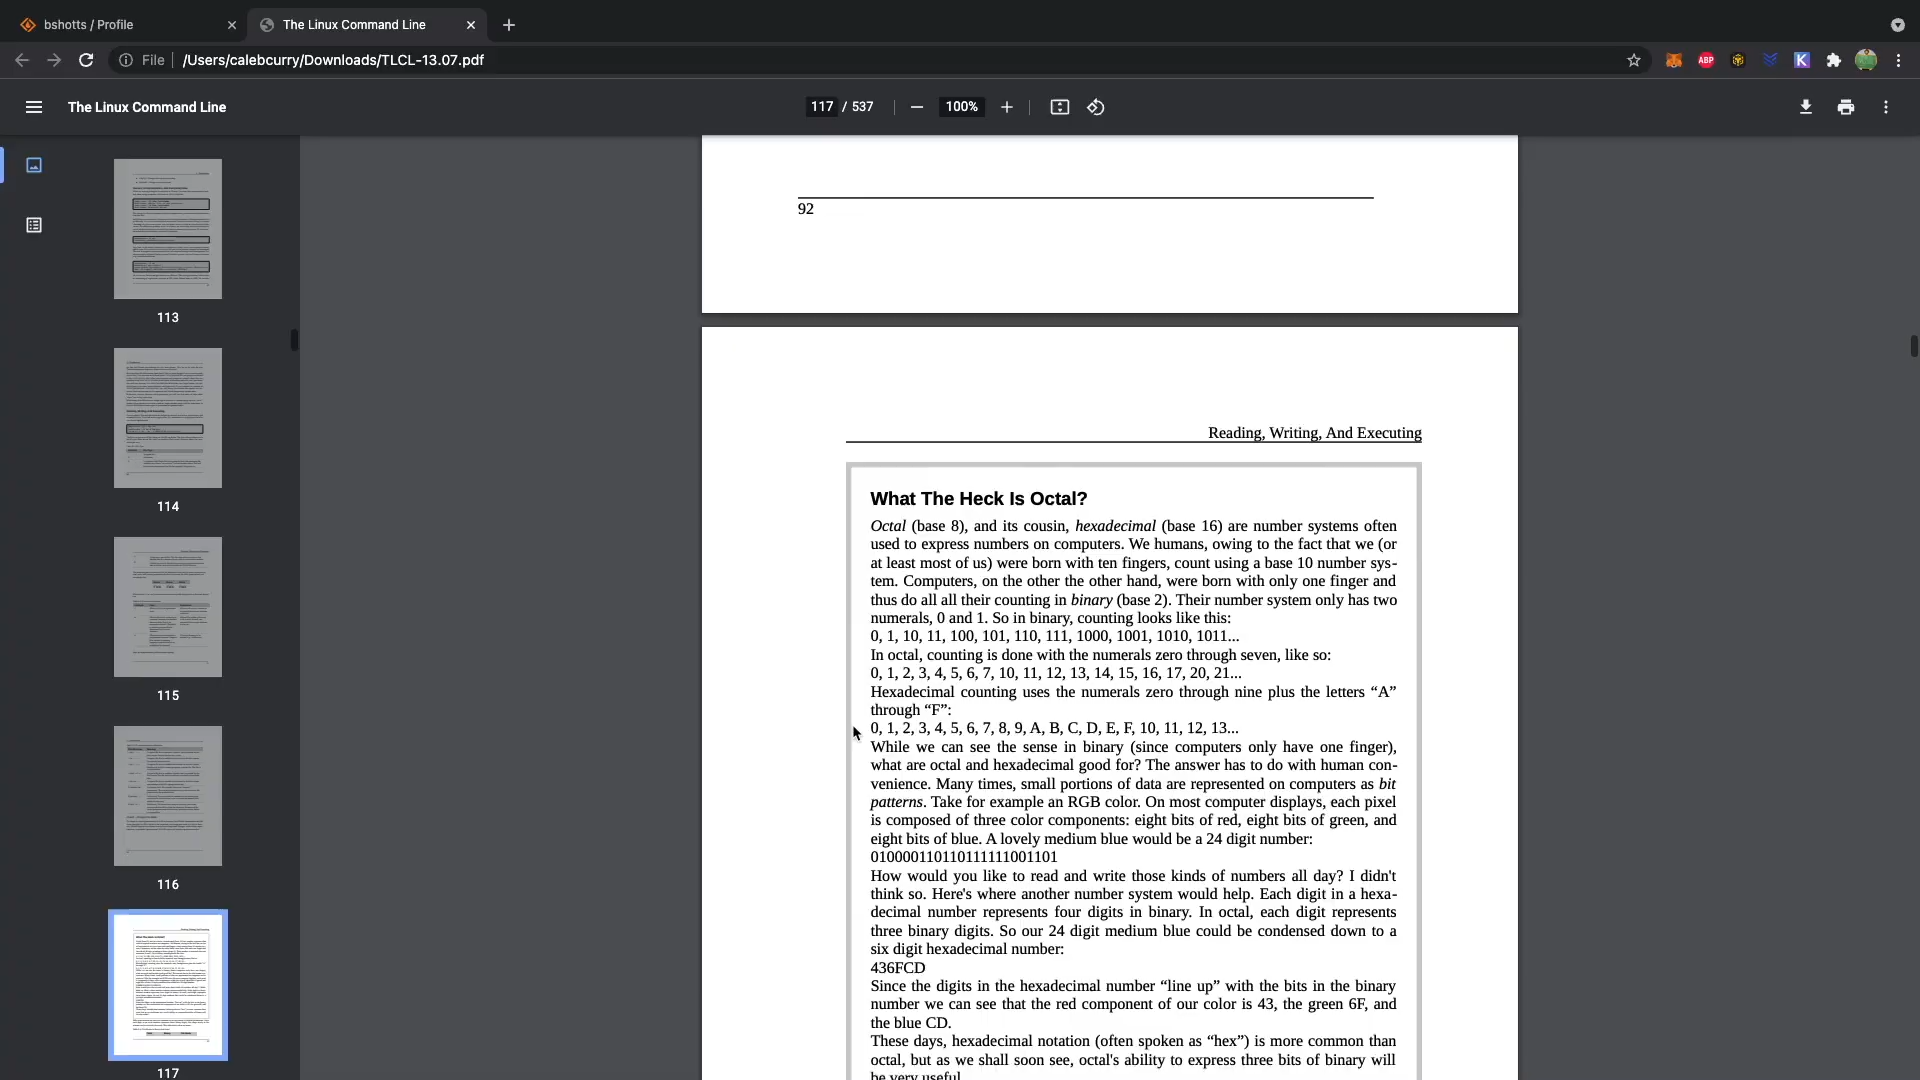 bshotts / Profile
The Linux Command Line
File
/Users/calebcurry/Downloads/TLCL-13.07.pdf
ABP
K
The Linux Command Line
117 / 537
100%
113
114
115
116
117
92
Reading, Writing, And Executing
What The Heck Is Octal?
Octal (base 8), and its cousin, hexadecimal (base 16) are number systems often
used to express numbers on computers. We humans, owing to the fact that we (or
at least most of us) were born with ten fingers, count using a base 10 number sys-
tem. Computers, on the other the other hand, were born with only one finger and
thus do all all their counting in binary (base 2). Their number system only has two
numerals, 0 and 1. So in binary, counting looks like this:
0, 1, 10, 11, 100, 101, 110, 111, 1000, 1001, 1010, 1011...
In octal, counting is done with the numerals zero through seven, like so:
0, 1, 2, 3, 4, 5, 6, 7, 10, 11, 12, 13, 14, 15, 16, 17, 20, 21...
Hexadecimal counting uses the numerals zero through nine plus the letters “A”
through “F”:
0, 1, 2, 3, 4, 5, 6, 7, 8, 9, A, B, C, D, E, F, 10, 11, 12, 13...
While we can see the sense in binary (since computers only have one finger),
what are octal and hexadecimal good for? The answer has to do with human con-
venience. Many times, small portions of data are represented on computers as bit
patterns. Take for example an RGB color. On most computer displays, each pixel
is composed of three color components: eight bits of red, eight bits of green, and
eight bits of blue. A lovely medium blue would be a 24 digit number:
010000110110111111001101
How would you like to read and write those kinds of numbers all day? I didn't
think so. Here's where another number system would help. Each digit in a hexa-
decimal number represents four digits in binary. In octal, each digit represents
three binary digits. So our 24 digit medium blue could be condensed down to a
six digit hexadecimal number:
436FCD
Since the digits in the hexadecimal number “line up” with the bits in the binary
number we can see that the red component of our color is 43, the green 6F, and
the blue CD.
These days, hexadecimal notation (often spoken as “hex”) is more common than
octal, but as we shall soon see, octal's ability to express three bits of binary will
be very useful